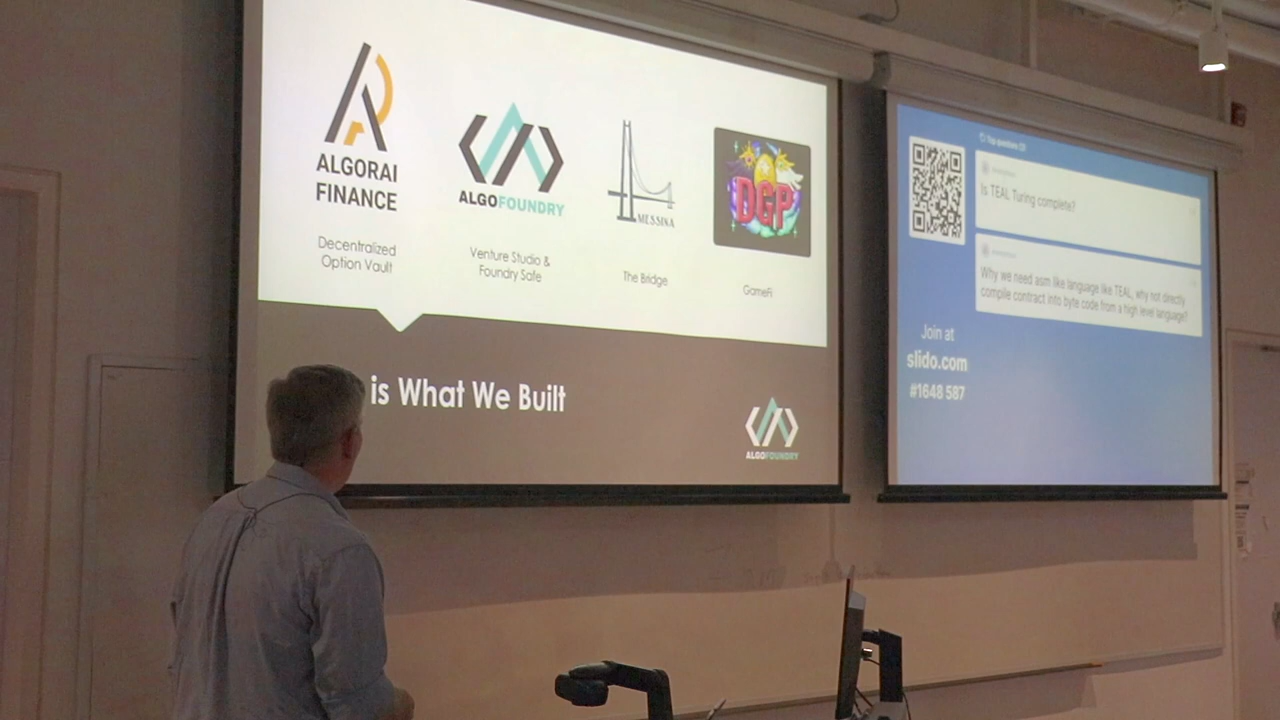 ALGORAI
FINANCE
Decentralized
Option Vault
ALGOFOUNDRY
Venture Studio &
Foundry Safe
MESSINA
The Bridge
DGP
GameFi
is What We Built
ALGOFOUNDRY
Top questions
Is TEAL Turing complete?
Why we need asm like language like TEAL, why not directly
compile contract into byte code from a high level language?
Join at
slido.com
#1648 587